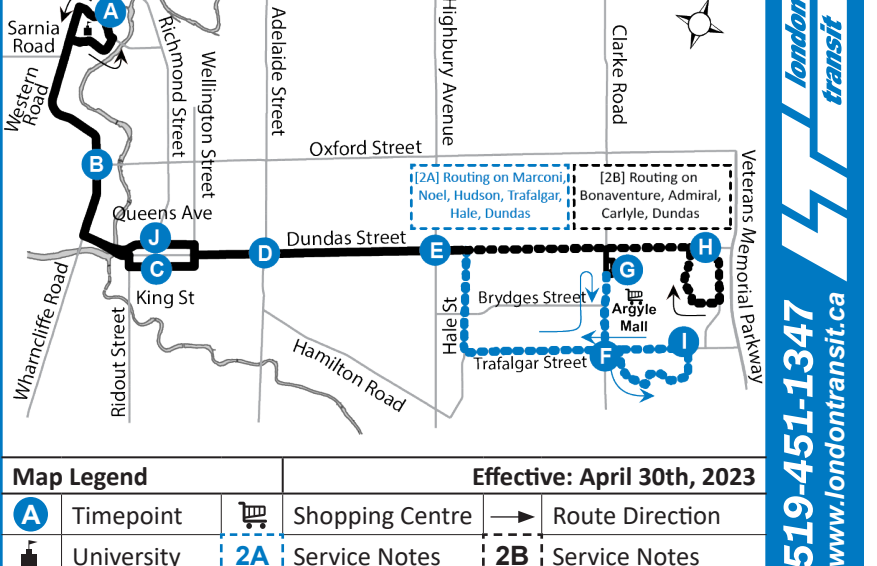 A
Sarnia
Road
Western
Road
Richmond Street
Wellington Street
Adelaide Street
Highbury Avenue
Clarke Road
london
transit
B
Oxford Street
[2A] Routing on Marconi,
Noel, Hudson, Trafalgar,
Hale, Dundas
[2B] Routing on
Bonaventure, Admiral,
Carlyle, Dundas
Veterans Memorial Parkway
Queens Ave
J
C
D
Dundas Street
E
H
G
King St
Brydges Street
Argyle
Mall
Hale St
Wharncliffe Road
Ridout Street
Hamilton Road
Trafalgar Street
F
I
519-451-1347
www.londontransit.ca
Map Legend
Effective: April 30th, 2023
A Timepoint
Shopping Centre
Route Direction
University
2A Service Notes
2B Service Notes